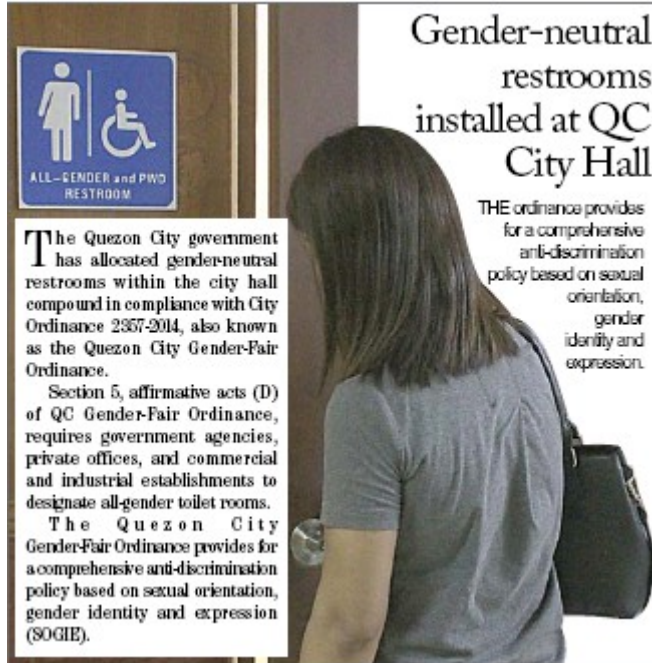 Gender-neutral
restrooms
installed at QC
City Hall
THE ordinance provides
for a comprehensive
anti-discrimination
policy based on sexual
orientation,
gender
identity and
expression.
ALL-GENDER and PWD
RESTROOM
The Quezon City government
has allocated gender-neutral
restrooms within the city hall
compound in compliance with City
Ordinance 2357-2014, also known
as the Quezon City Gender-Fair
Ordinance.
Section 5, affirmative acts (D)
of QC Gender-Fair Ordinance,
requires government agencies,
private offices, and commercial
and industrial establishments to
designate all-gender toilet rooms.
The Quezon City
Gender-Fair Ordinance provides for
a comprehensive anti-discrimination
policy based on sexual orientation,
gender identity and expression
(SOGIE).